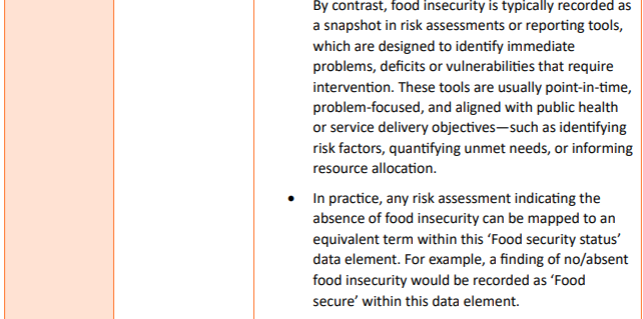 By contrast, food insecurity is typically recorded as
a snapshot in risk assessments or reporting tools,
which are designed to identify immediate
problems, deficits or vulnerabilities that require
intervention. These tools are usually point-in-time,
problem-focused, and aligned with public health
or service delivery objectives—such as identifying
risk factors, quantifying unmet needs, or informing
resource allocation.
• In practice, any risk assessment indicating the
absence of food insecurity can be mapped to an
equivalent term within this ‘Food security status’
data element. For example, a finding of no/absent
food insecurity would be recorded as ‘Food
secure’ within this data element.